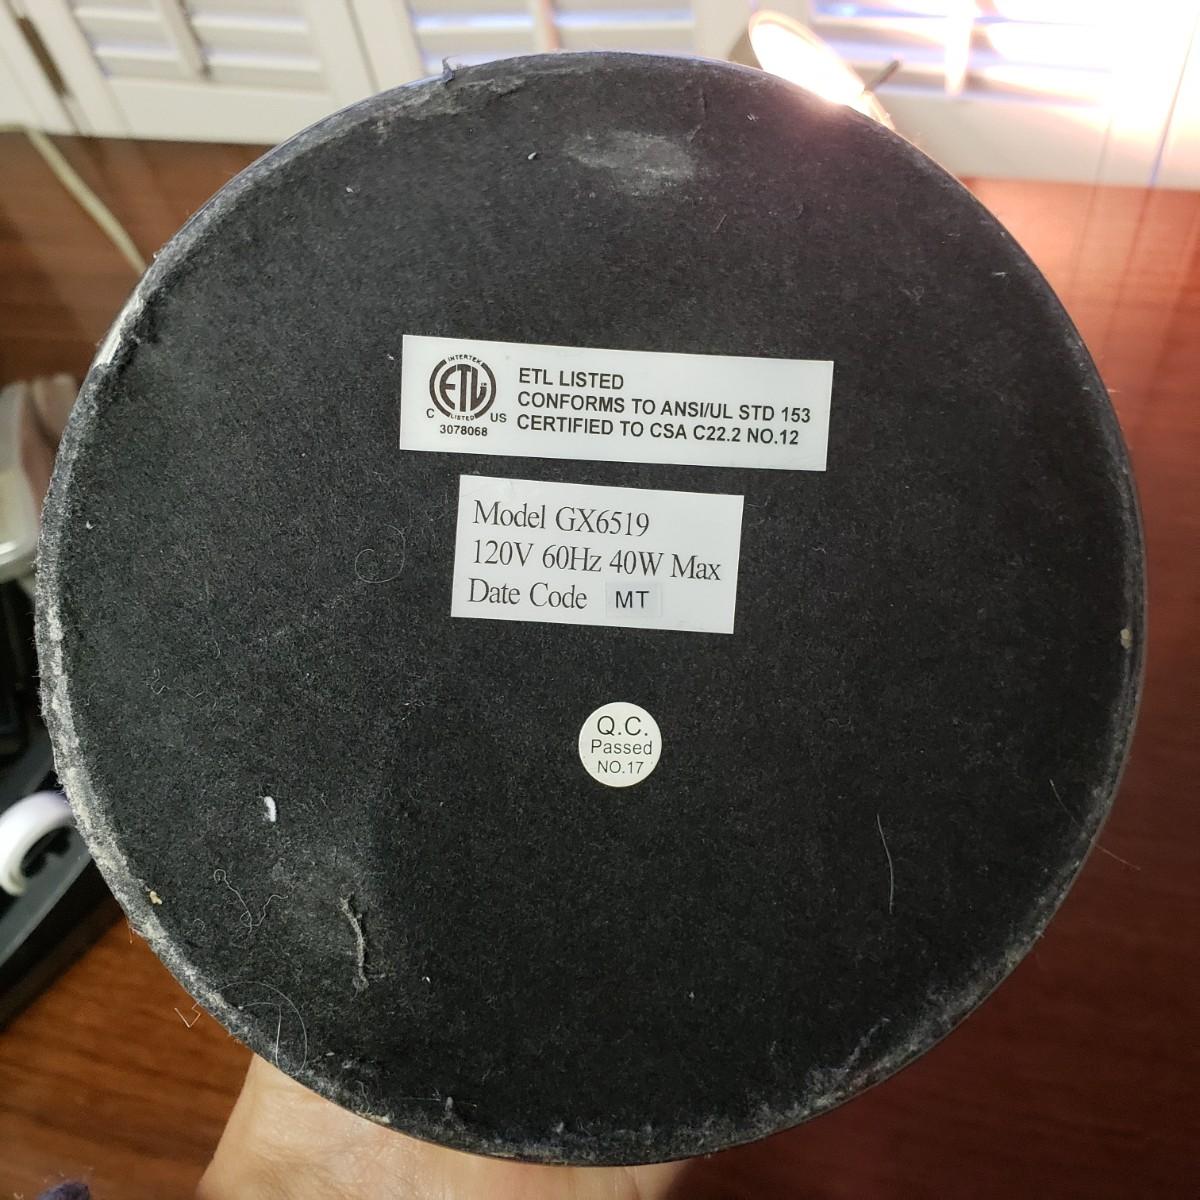 INTERTEK
ETL
LISTED
C US
3078068
ETL LISTED
CONFORMS TO ANSI/UL STD 153
CERTIFIED TO CSA C22.2 NO.12
Model GX6519
120V 60Hz 40W Max
Date Code MT
Q.C.
Passed
NO.17